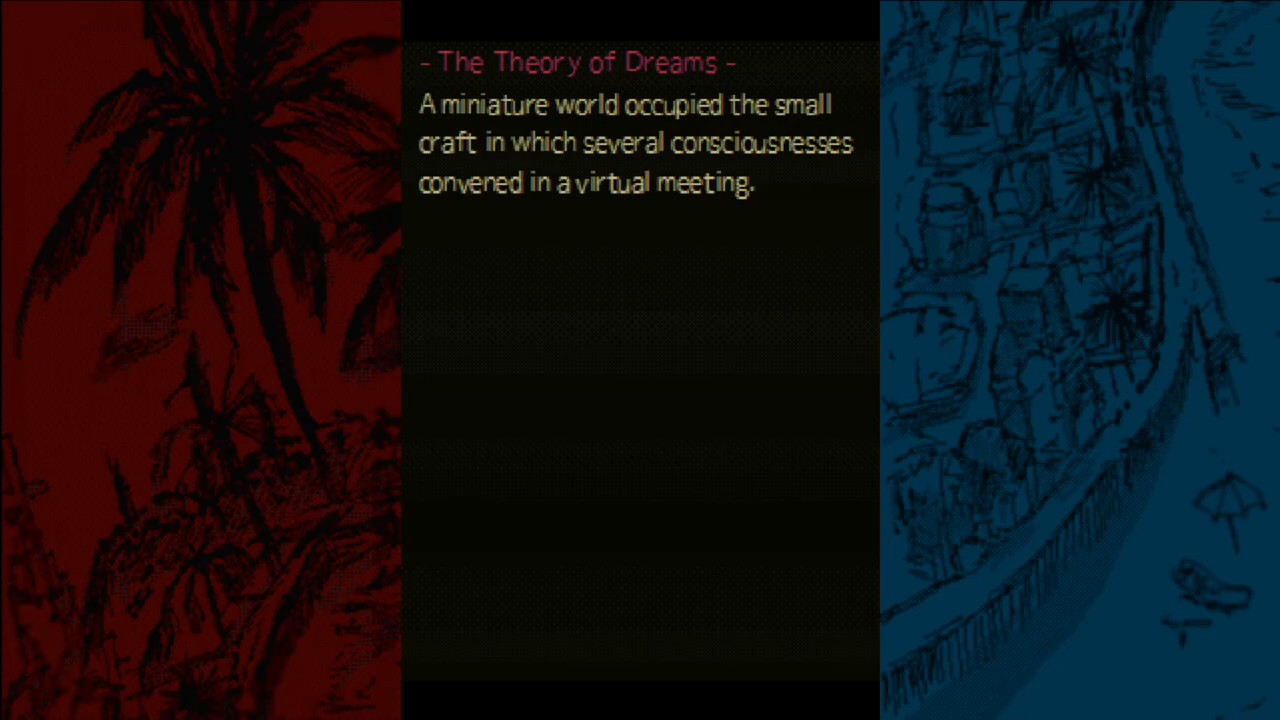 - The Theory of Dreams -
A miniature world occupied the small
craft in which several consciousnesses
convened in a virtual meeting.